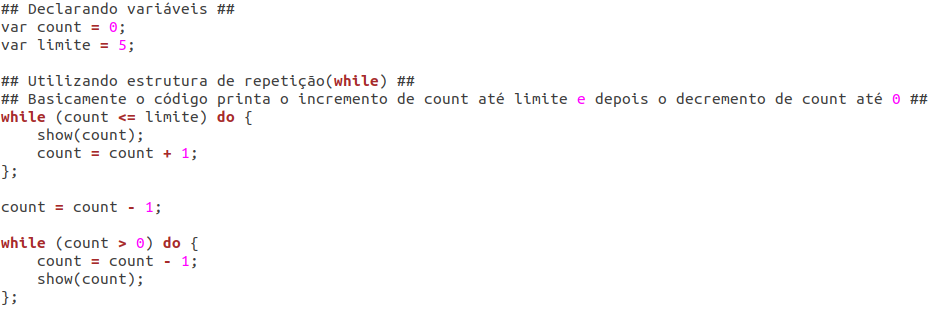 ## Declarando variáveis ##
var count = 0;
var limite = 5;

## Utilizando estrutura de repetição(while) ##
## Basicamente o código printa o incremento de count até limite e depois o decremento de count até 0 ##
while (count <= limite) do {
    show(count);
    count = count + 1;
};

count = count - 1;

while (count > 0) do {
    count = count - 1;
    show(count);
};